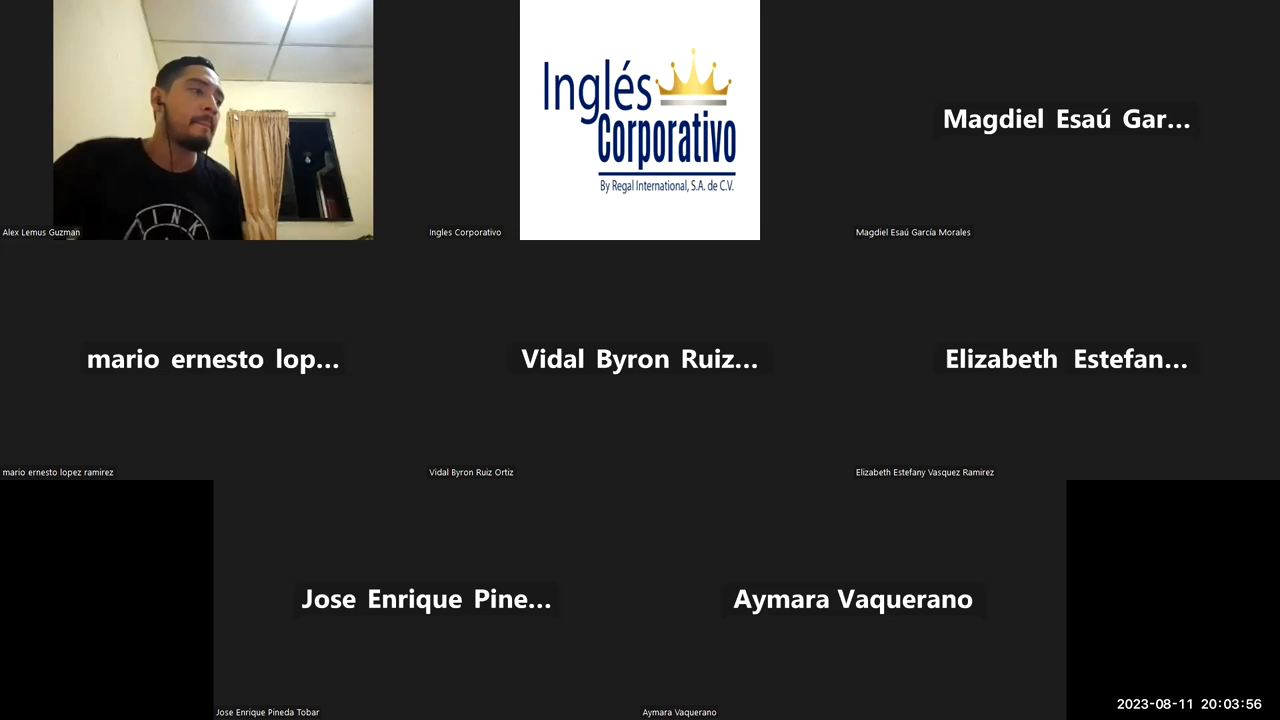 INK
Alex Lemus Guzman
Inglés
Corporativo
By Regal International, S.A. de C.V.
Ingles Corporativo
Magdiel Esaú Gar...
Magdiel Esaú García Morales
mario ernesto lop...
mario ernesto lopez ramirez
Vidal Byron Ruiz...
Vidal Byron Ruiz Ortiz
Elizabeth Estefan...
Elizabeth Estefany Vasquez Ramirez
Jose Enrique Pine...
Jose Enrique Pineda Tobar
Aymara Vaquerano
Aymara Vaquerano
2023-08-11 20:03:56